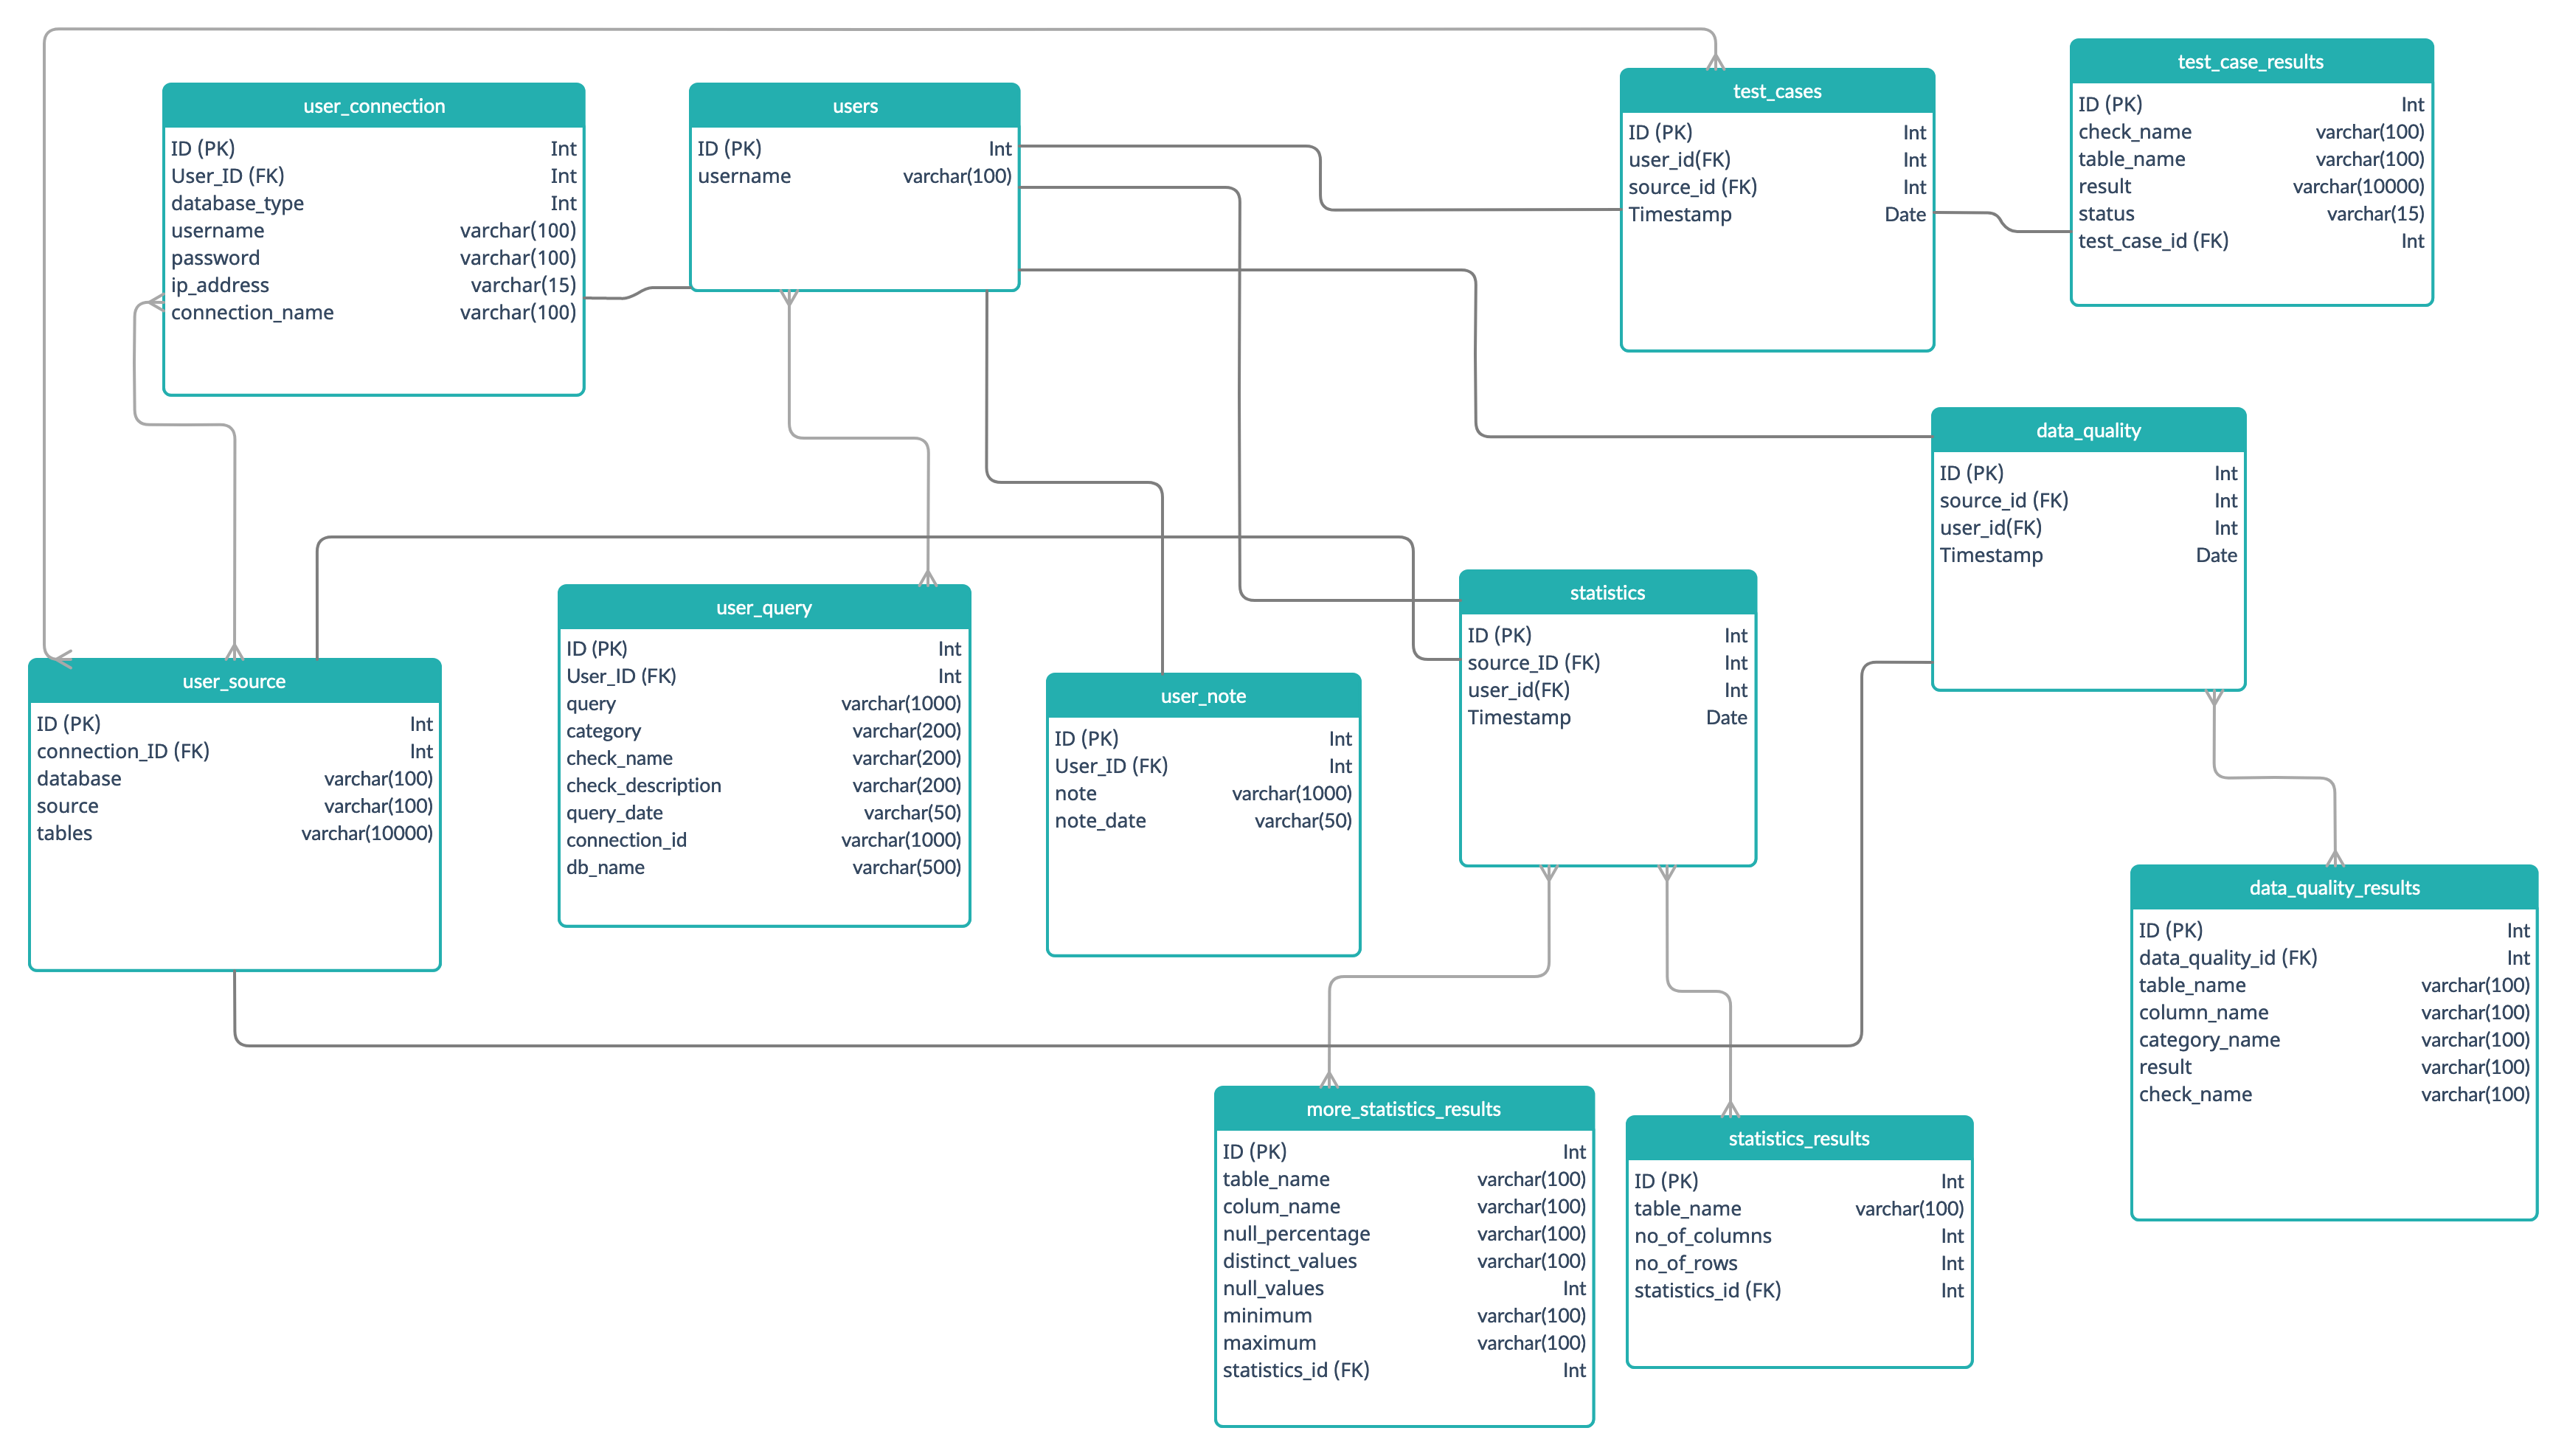 user_connection
ID (PK) Int
User_ID (FK) Int
database_type Int
username varchar(100)
password varchar(100)
ip_address varchar(15)
connection_name varchar(100)
users
ID (PK) Int
username varchar(100)
test_cases
ID (PK) Int
user_id(FK) Int
source_id (FK) Int
Timestamp Date
test_case_results
ID (PK) Int
check_name varchar(100)
table_name varchar(100)
result varchar(10000)
status varchar(15)
test_case_id (FK) Int
data_quality
ID (PK) Int
source_id (FK) Int
user_id(FK) Int
Timestamp Date
user_source
ID (PK) Int
connection_ID (FK) Int
database varchar(100)
source varchar(100)
tables varchar(10000)
user_query
ID (PK) Int
User_ID (FK) Int
query varchar(1000)
category varchar(200)
check_name varchar(200)
check_description varchar(200)
query_date varchar(50)
connection_id varchar(1000)
db_name varchar(500)
user_note
ID (PK) Int
User_ID (FK) Int
note varchar(1000)
note_date varchar(50)
statistics
ID (PK) Int
source_ID (FK) Int
user_id(FK) Int
Timestamp Date
data_quality_results
ID (PK) Int
data_quality_id (FK) Int
table_name varchar(100)
column_name varchar(100)
category_name varchar(100)
result varchar(100)
check_name varchar(100)
more_statistics_results
ID (PK) Int
table_name varchar(100)
colum_name varchar(100)
null_percentage varchar(100)
distinct_values varchar(100)
null_values Int
minimum varchar(100)
maximum varchar(100)
statistics_id (FK) Int
statistics_results
ID (PK) Int
table_name varchar(100)
no_of_columns Int
no_of_rows Int
statistics_id (FK) Int